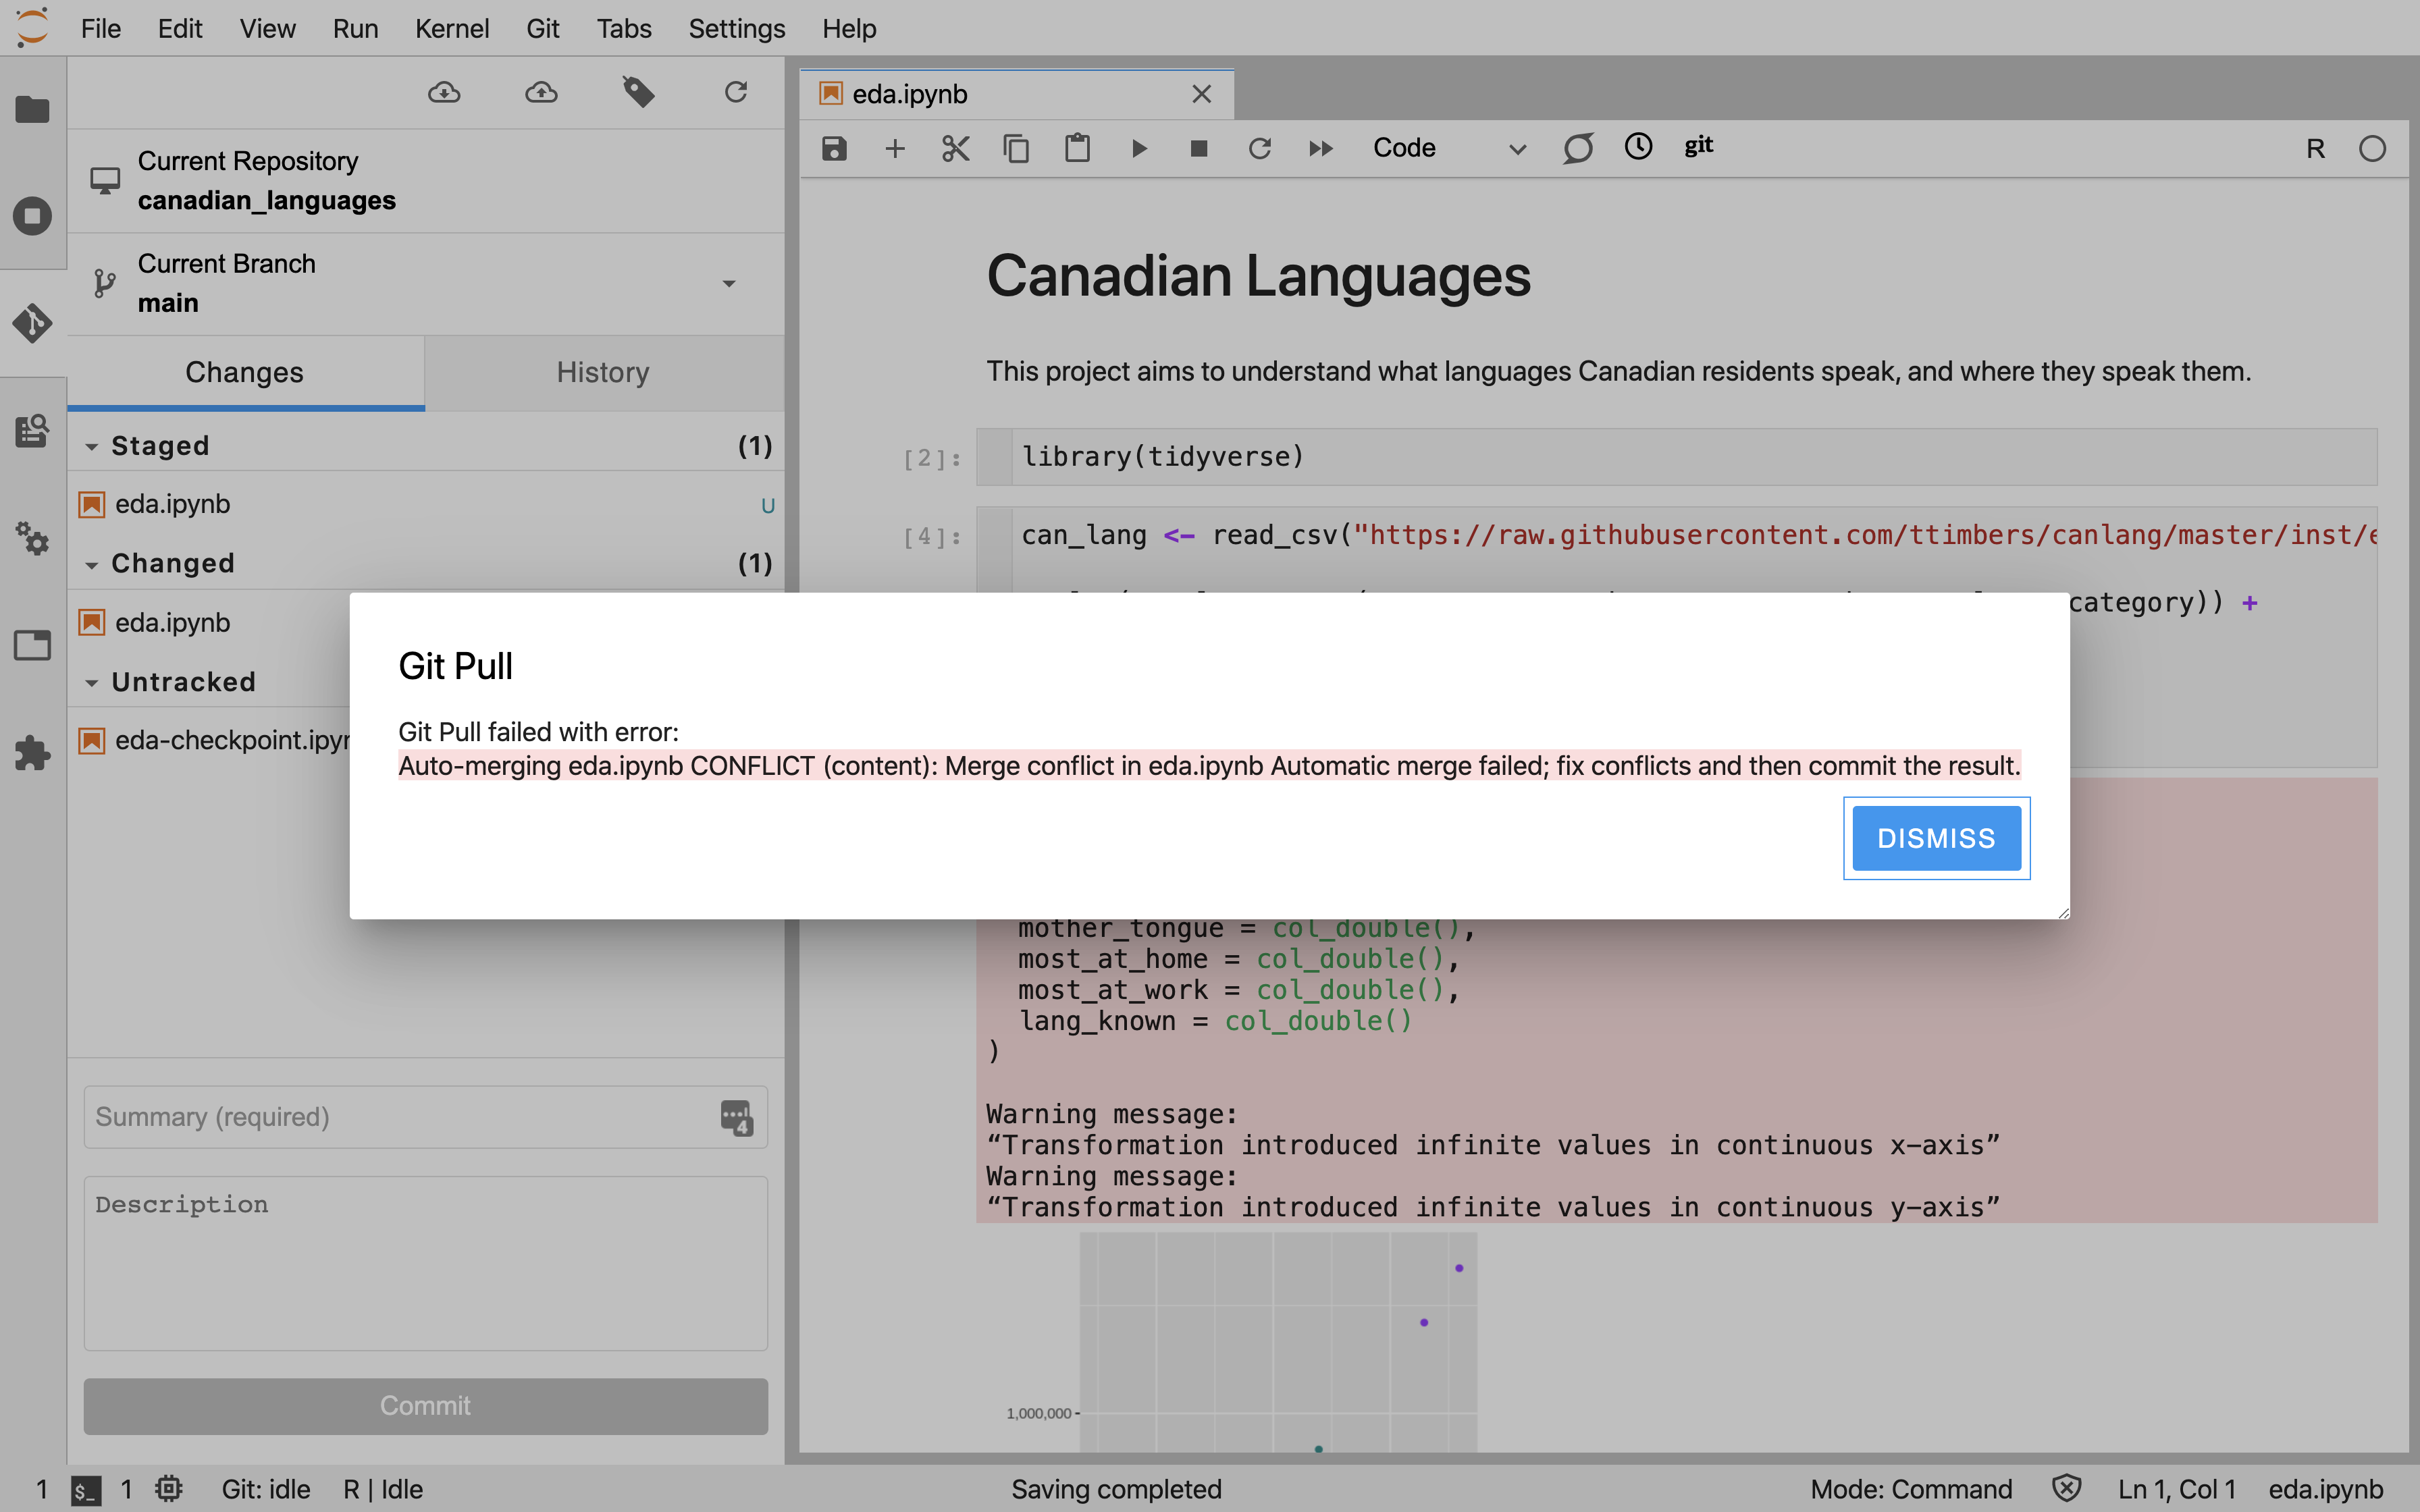 File Edit View Run Kernel Git Tabs Settings Help
Current Repository
canadian_languages
Current Branch
main
Changes History
Staged (1)
eda.ipynb U
Changed (1)
eda.ipynb
Untracked
eda-checkpoint.ipyn
Summary (required)
4
Description
Commit
eda.ipynb
Code git R
Canadian Languages
This project aims to understand what languages Canadian residents speak, and where they speak them.
[2]: library(tidyverse)
[4]: can_lang <- read_csv("https://raw.githubusercontent.com/ttimbers/canlang/master/inst/e
category)) +
Git Pull
Git Pull failed with error:
Auto-merging eda.ipynb CONFLICT (content): Merge conflict in eda.ipynb Automatic merge failed; fix conflicts and then commit the result.
DISMISS
mother_tongue = col_double(),
most_at_home = col_double(),
most_at_work = col_double(),
lang_known = col_double()
)
Warning message:
“Transformation introduced infinite values in continuous x-axis”
Warning message:
“Transformation introduced infinite values in continuous y-axis”
1,000,000
1 $_ 1 Git: idle R | Idle Saving completed Mode: Command Ln 1, Col 1 eda.ipynb